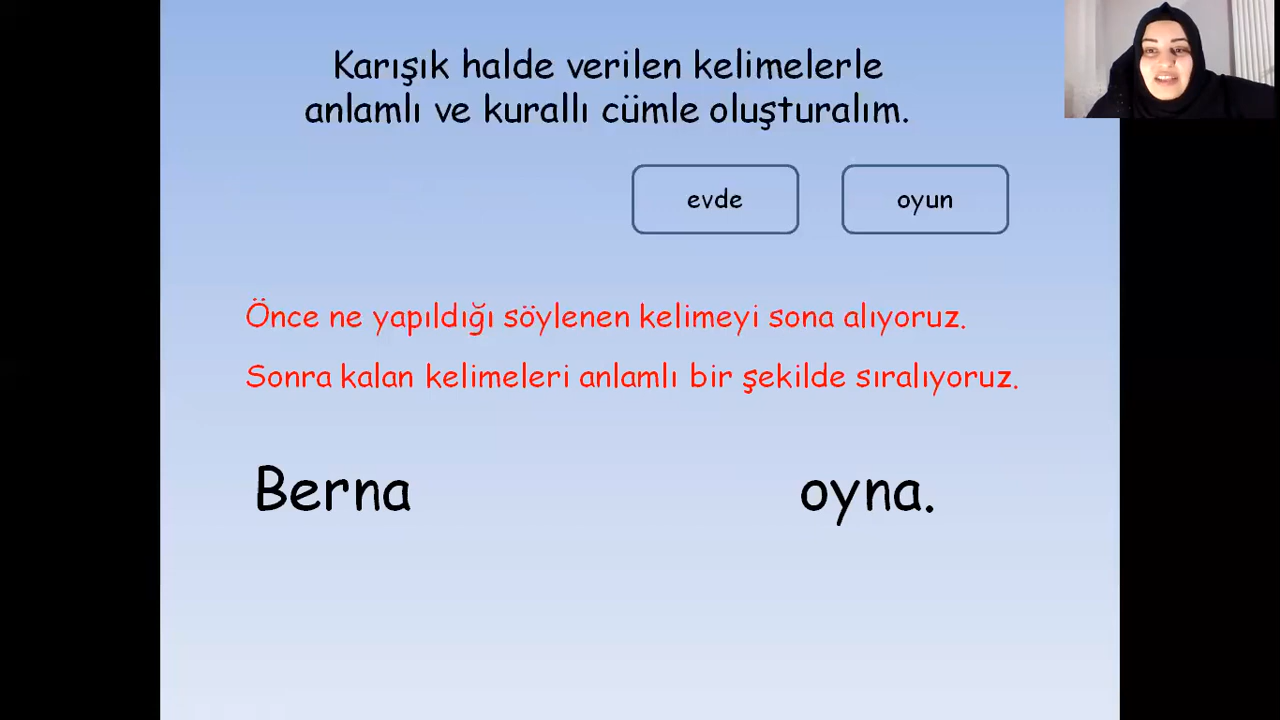 Karışık halde verilen kelimelerle
anlamlı ve kurallı cümle oluşturalım.
evde oyun
Önce ne yapıldığı söylenen kelimeyi sona alıyoruz.
Sonra kalan kelimeleri anlamlı bir şekilde sıralıyoruz.
Berna oyna.